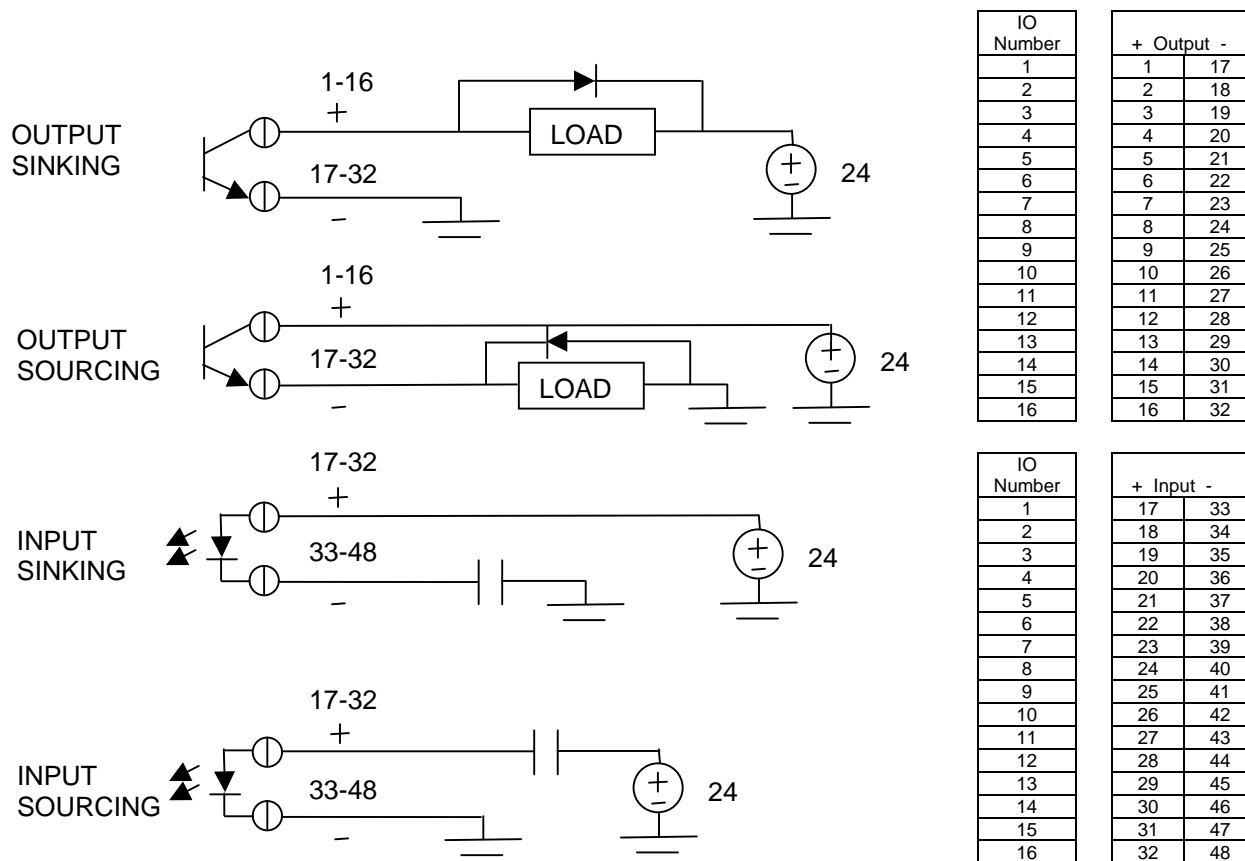 1-16
+
OUTPUT
SINKING
LOAD
17-32
-
+
-
24
1-16
+
OUTPUT
SOURCING
17-32
LOAD
-
+
-
24
17-32
+
INPUT
SINKING
33-48
-
+
-
24
17-32
+
INPUT
SOURCING
33-48
-
+
-
24
IO
Number + Output -
1 1 17
2 2 18
3 3 19
4 4 20
5 5 21
6 6 22
7 7 23
8 8 24
9 9 25
10 10 26
11 11 27
12 12 28
13 13 29
14 14 30
15 15 31
16 16 32
IO
Number + Input -
1 17 33
2 18 34
3 19 35
4 20 36
5 21 37
6 22 38
7 23 39
8 24 40
9 25 41
10 26 42
11 27 43
12 28 44
13 29 45
14 30 46
15 31 47
16 32 48